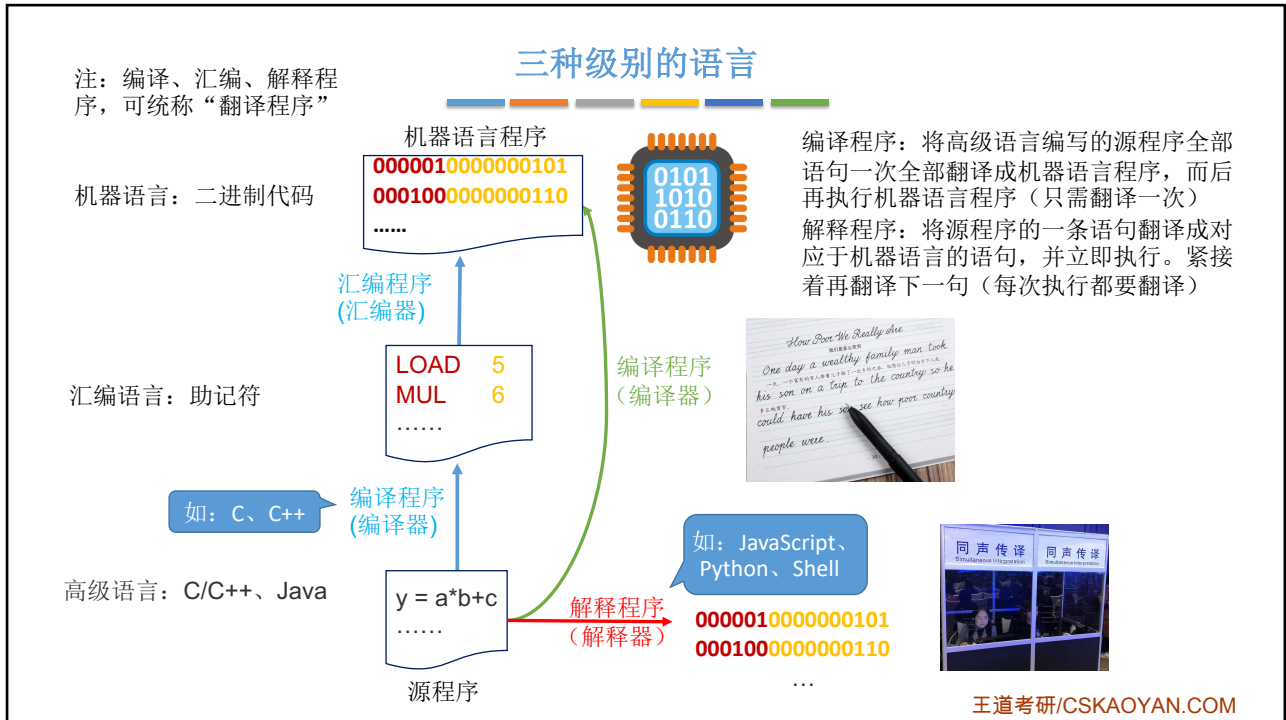 三种级别的语言
注：编译、汇编、解释程
序，可统称“翻译程序”
机器语言程序
0000010000000101
0001000000000110
......
机器语言：二进制代码
0101
1010
0110
编译程序：将高级语言编写的源程序全部
语句一次全部翻译成机器语言程序，而后
再执行机器语言程序（只需翻译一次）
解释程序：将源程序的一条语句翻译成对
应于机器语言的语句，并立即执行。紧接
着再翻译下一句（每次执行都要翻译）
汇编程序
(汇编器)
编译程序
（编译器）
汇编语言：助记符
LOAD 5
MUL 6
……
How Poor We Really Are
One day a wealthy family man took
his son on a trip to the country so he
could have his son see how poor country
people were.
如：C、C++
编译程序
(编译器)
高级语言：C/C++、Java
y = a*b+c
……
源程序
解释程序
（解释器）
如：JavaScript、
Python、Shell
0000010000000101
0001000000000110
…
同声传译
Simultaneous Interpretation
同声传译
Simultaneous Interpretation
王道考研/CSKAOYAN.COM